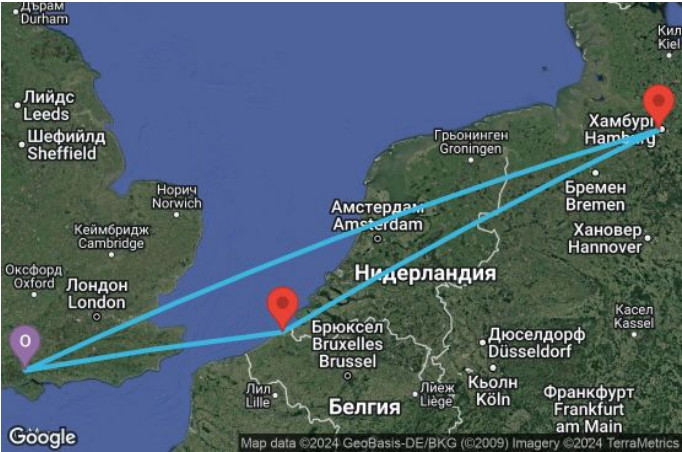 Дърам
Durham
Кил
Kiel
Лийдс
Leeds
Шефийлд
Sheffield
Хамбург
Hamburg
Грьонинген
Groningen
Бремен
Bremen
Норич
Norwich
Амстердам
Amsterdam
Кеймбридж
Cambridge
Хановер
Hannover
Оксфорд
Oxford
Лондон
London
Нидерландия
Касел
Kassel
Брюксел
Bruxelles
Brussel
Дюселдорф
Düsseldorf
O
Лил
Lille
Лиеж
Liège
Кьолн
Köln
Франкфурт
Frankfurt
am Main
Белгия
Google
Map data ©2024 GeoBasis-DE/BKG (©2009) Imagery ©2024 TerraMetrics